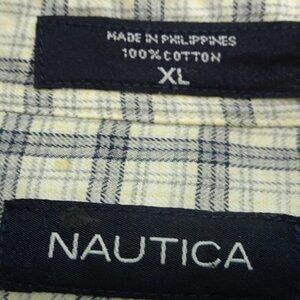 MADE IN PHILIPPINES
100% COTTON
XL
NAUTICA